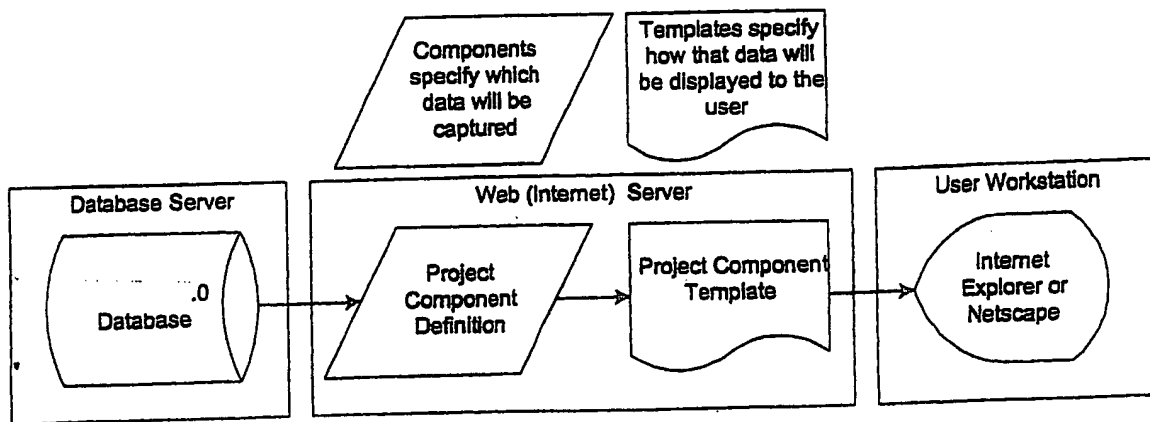 Components
specify which
data will be
captured
Templates specify
how that data will
be displayed to the
user
Database Server
.0
Database
Web (Internet) Server
Project
Component
Definition
Project Component
Template
User Workstation
Internet
Explorer or
Netscape